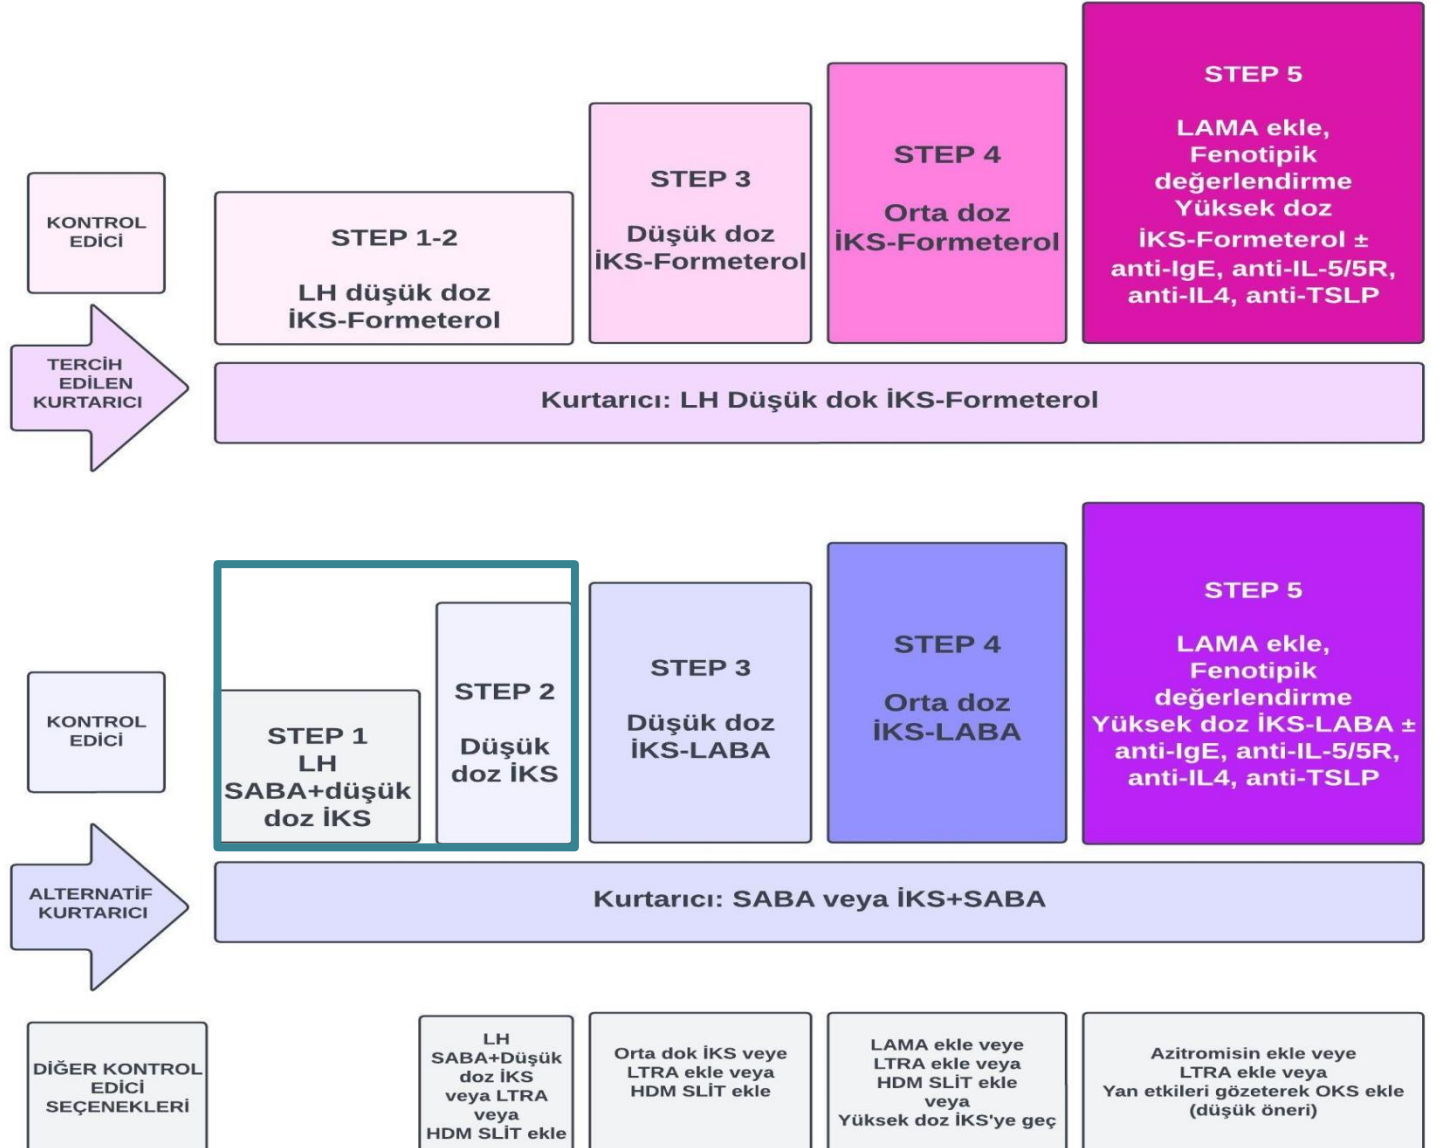 KONTROL
EDİCİ
STEP 1-2
LH düşük doz
İKS-Formeterol
STEP 3
Düşük doz
İKS-Formeterol
STEP 4
Orta doz
İKS-Formeterol
STEP 5
LAMA ekle,
Fenotipik
değerlendirme
Yüksek doz
İKS-Formeterol ±
anti-IgE, anti-IL-5/5R,
anti-IL4, anti-TSLP
TERCİH
EDİLEN
KURTARICI
Kurtarıcı: LH Düşük dok İKS-Formeterol
KONTROL
EDİCİ
STEP 1
LH
SABA+düşük
doz İKS
STEP 2
Düşük
doz İKS
STEP 3
Düşük doz
İKS-LABA
STEP 4
Orta doz
İKS-LABA
STEP 5
LAMA ekle,
Fenotipik
değerlendirme
Yüksek doz İKS-LABA ±
anti-IgE, anti-IL-5/5R,
anti-IL4, anti-TSLP
ALTERNATİF
KURTARICI
Kurtarıcı: SABA veya İKS+SABA
DİĞER KONTROL
EDİCİ
SEÇENEKLERİ
LH
SABA+Düşük
doz İKS
veya LTRA
veya
HDM SLİT ekle
Orta dok İKS veye
LTRA ekle veya
HDM SLİT ekle
LAMA ekle veye
LTRA ekle veya
HDM SLİT ekle
veya
Yüksek doz İKS'ye geç
Azitromisin ekle veye
LTRA ekle veya
Yan etkileri gözeterek OKS ekle
(düşük öneri)